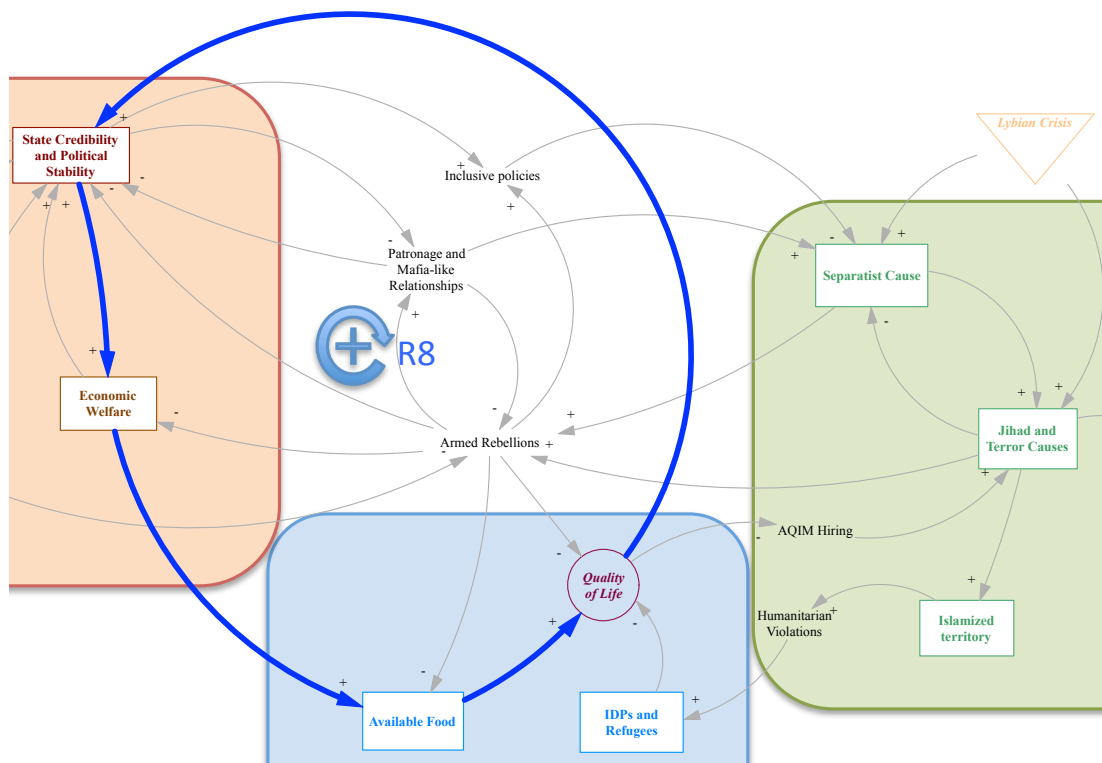 Lybian Crisis
State Credibility
and Political
Stability
+
+
Inclusive policies
-
-
-
+
+
+
-
+
-
+
Patronage and
Mafia-like
Relationships
Separatist Cause
+
R8
-
+
Economic
Welfare
-
-
+
+
+
Jihad and
Terror Causes
Armed Rebellions
+
-
+
AQIM Hiring
-
-
Quality
of Life
+
+
-
Humanitarian
Violations
+
Islamized
territory
-
+
+
Available Food
IDPs and
Refugees